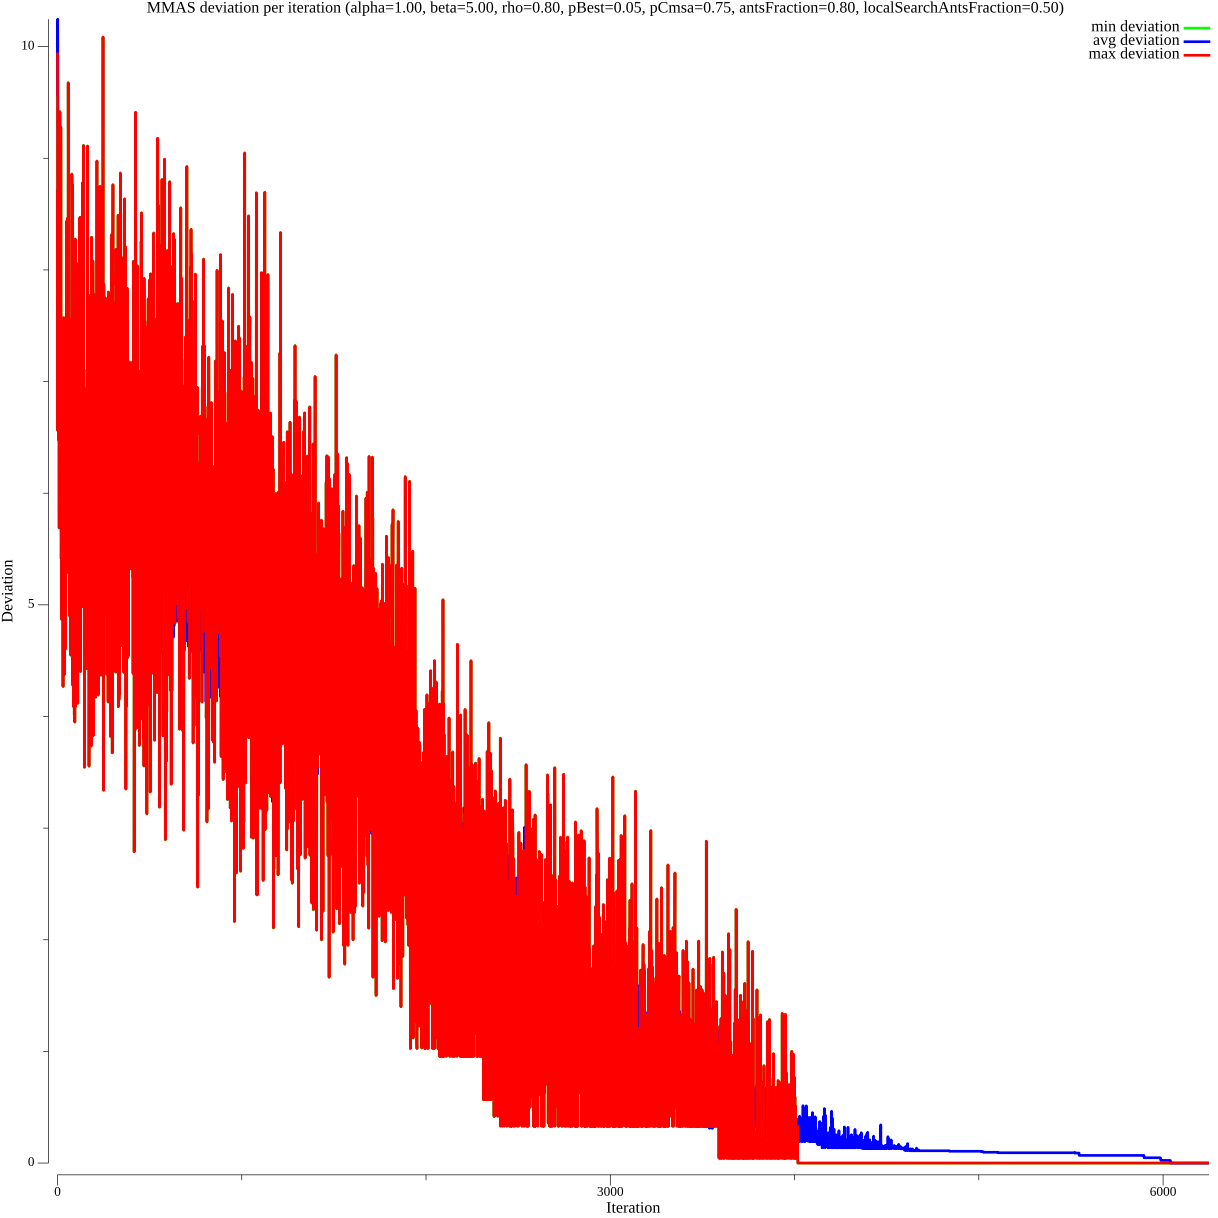 MMAS deviation per iteration (alpha=1.00, beta=5.00, rho=0.80, pBest=0.05, pCmsa=0.75, antsFraction=0.80, localSearchAntsFraction=0.50)
min deviation
avg deviation
max deviation
10
5
0
Deviation
0
3000
6000
Iteration